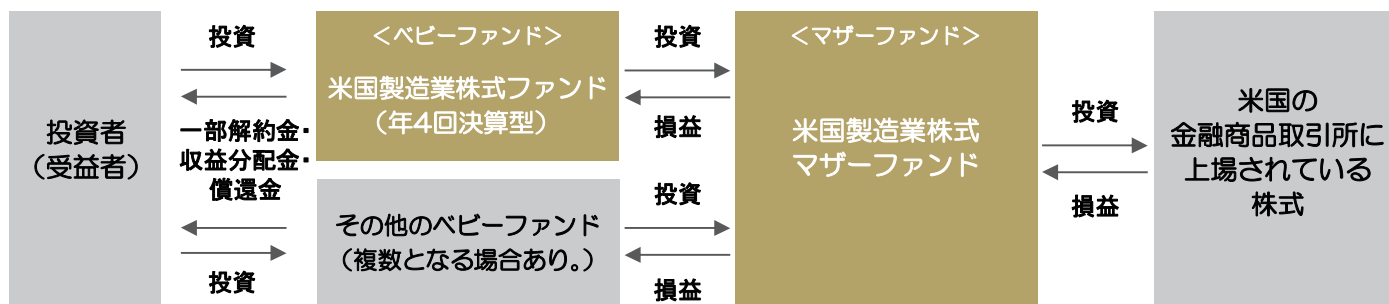 投資者
（受益者）
投資
一部解約金・
収益分配金・
償還金
投資
＜ベビーファンド＞
米国製造業株式ファンド
（年4回決算型）
その他のベビーファンド
（複数となる場合あり。）
投資
損益
投資
損益
＜マザーファンド＞
米国製造業株式
マザーファンド
投資
損益
米国の
金融商品取引所に
上場されている
株式